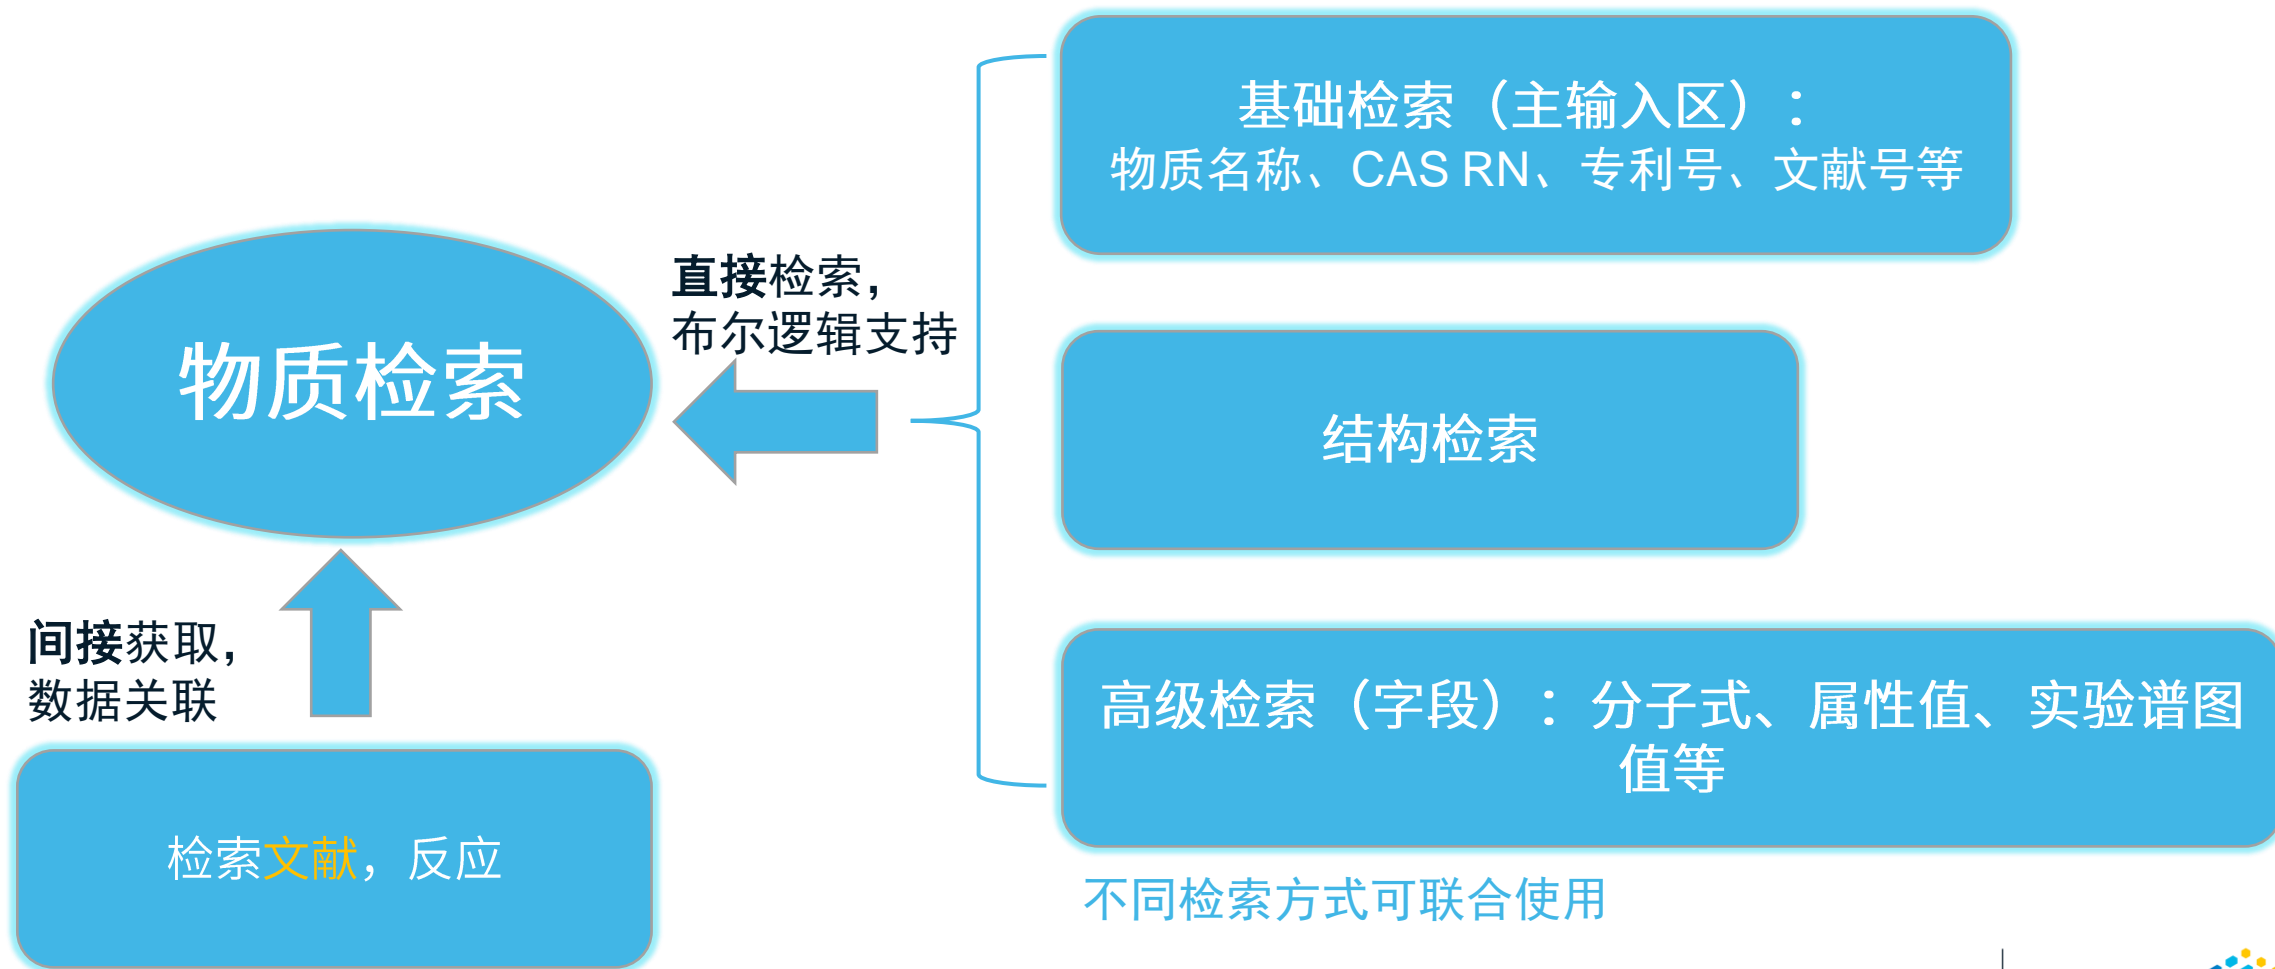 基础检索（主输入区）：
物质名称、CAS RN、专利号、文献号等
直接检索，
布尔逻辑支持
物质检索
结构检索
间接获取，
数据关联
高级检索（字段）：分子式、属性值、实验谱图
值等
检索文献，反应
不同检索方式可联合使用